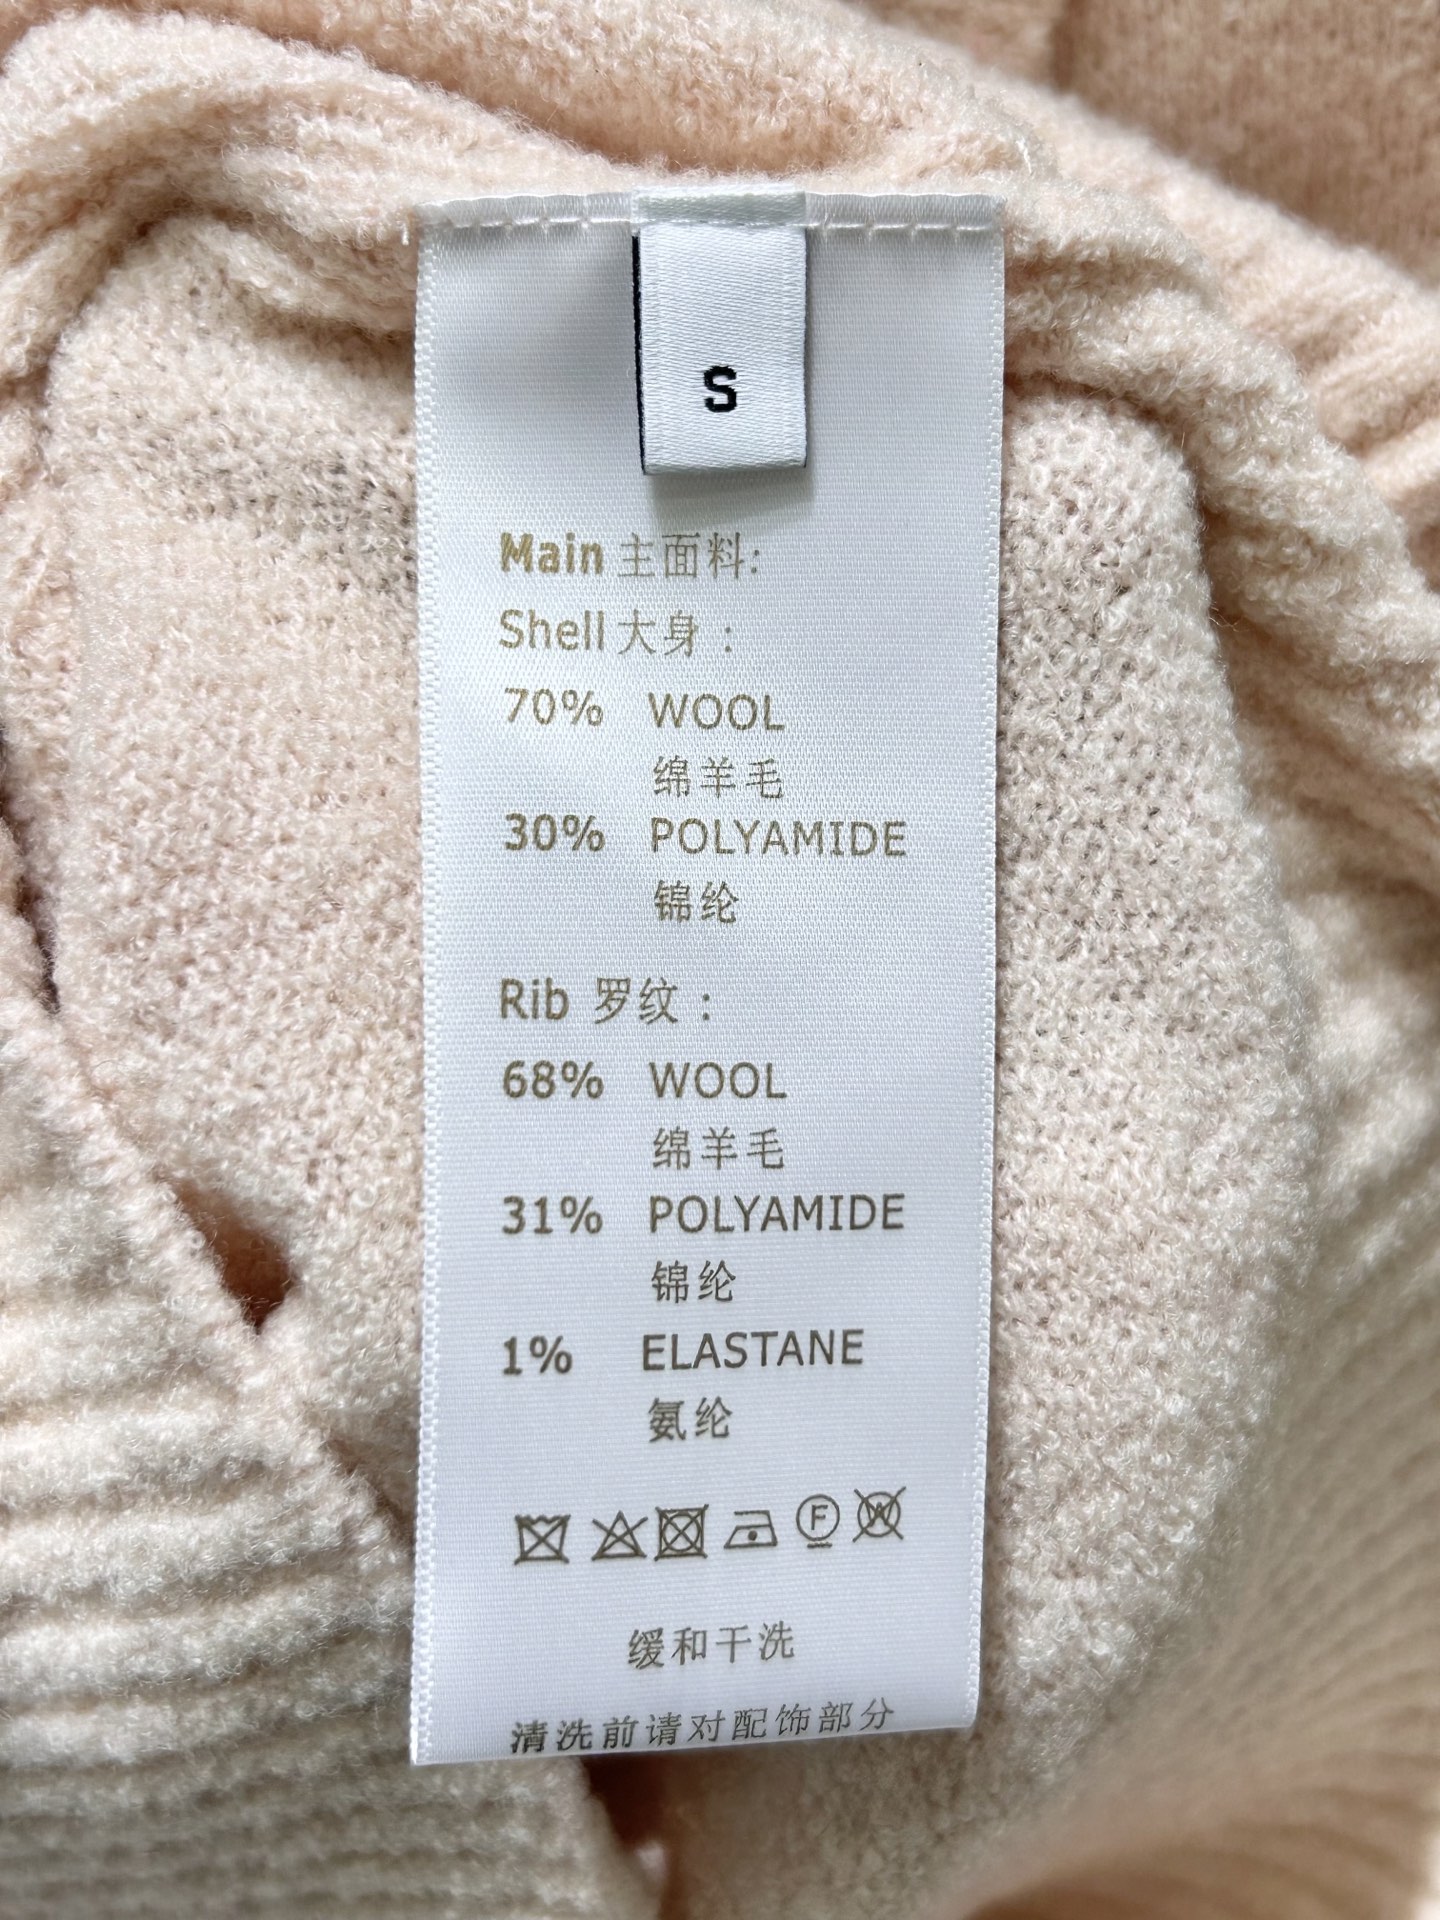 S
Main 主面料:
Shell 大身 :
70% WOOL
绵羊毛
30% POLYAMIDE
锦纶
Rib 罗纹 :
68% WOOL
绵羊毛
31% POLYAMIDE
锦纶
1% ELASTANE
氨纶
F W
缓和干洗
清洗前请对配饰部分